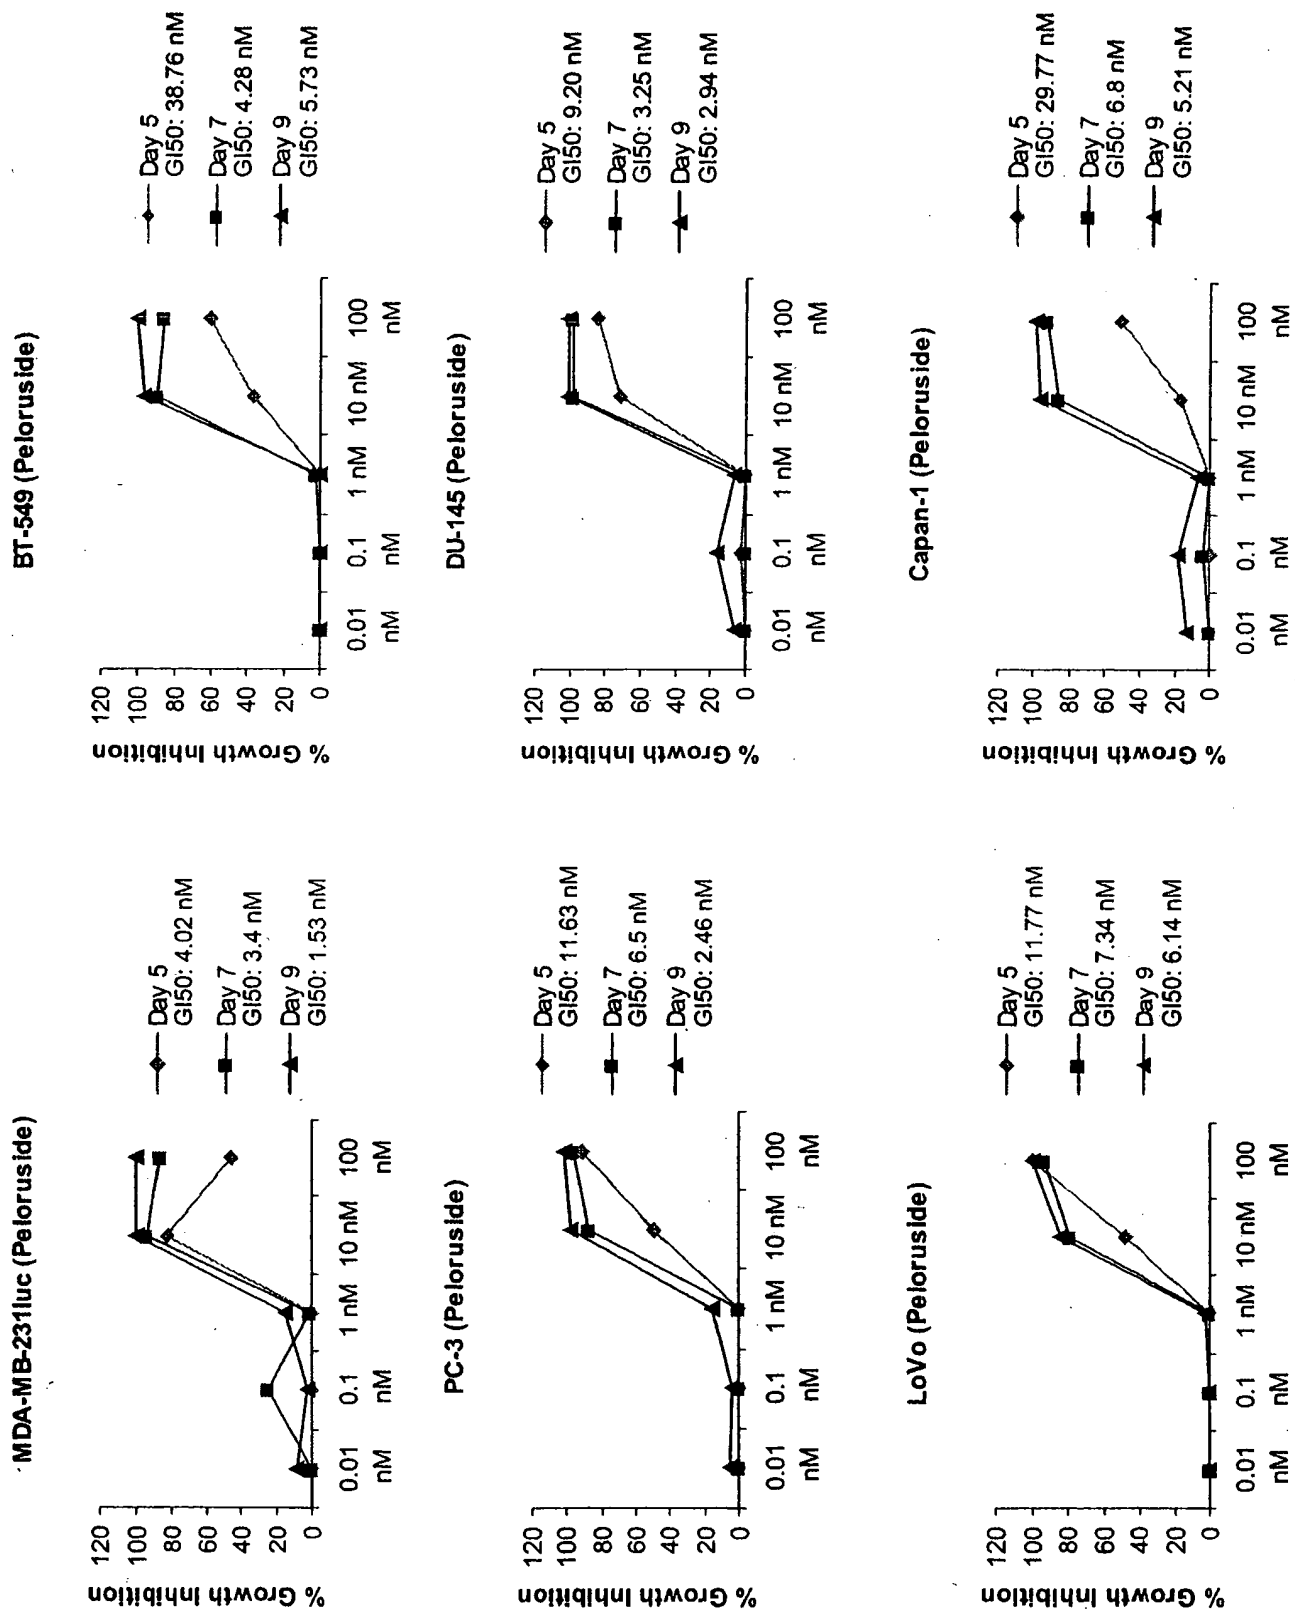 MDA-MB-231luc (Peloruside)
% Growth Inhibition
120
100
80
60
40
20
0
0.01 nM
0.1 nM
1 nM
10 nM
100 nM
Day 5
GI50: 4.02 nM
Day 7
GI50: 3.4 nM
Day 9
GI50: 1.53 nM
BT-549 (Peloruside)
% Growth Inhibition
120
100
80
60
40
20
0
0.01 nM
0.1 nM
1 nM
10 nM
100 nM
Day 5
GI50: 38.76 nM
Day 7
GI50: 4.28 nM
Day 9
GI50: 5.73 nM
PC-3 (Peloruside)
% Growth Inhibition
120
100
80
60
40
20
0
0.01 nM
0.1 nM
1 nM
10 nM
100 nM
Day 5
GI50: 11.63 nM
Day 7
GI50: 6.5 nM
Day 9
GI50: 2.46 nM
DU-145 (Peloruside)
% Growth Inhibition
120
100
80
60
40
20
0
0.01 nM
0.1 nM
1 nM
10 nM
100 nM
Day 5
GI50: 9.20 nM
Day 7
GI50: 3.25 nM
Day 9
GI50: 2.94 nM
LoVo (Peloruside)
% Growth Inhibition
120
100
80
60
40
20
0
0.01 nM
0.1 nM
1 nM
10 nM
100 nM
Day 5
GI50: 11.77 nM
Day 7
GI50: 7.34 nM
Day 9
GI50: 6.14 nM
Capan-1 (Peloruside)
% Growth Inhibition
120
100
80
60
40
20
0
0.01 nM
0.1 nM
1 nM
10 nM
100 nM
Day 5
GI50: 29.77 nM
Day 7
GI50: 6.8 nM
Day 9
GI50: 5.21 nM